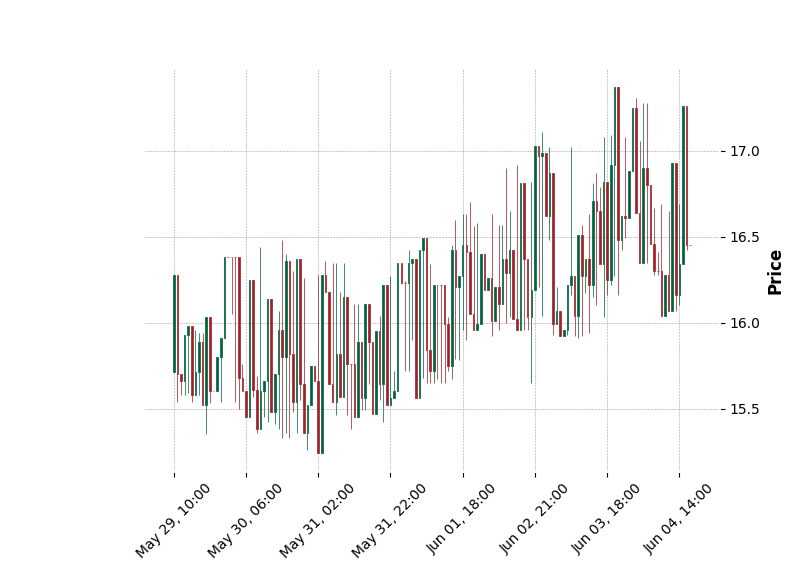 17.0
16.5
16.0
15.5
Price
May 29, 10:00
May 30, 06:00
May 31, 02:00
May 31, 22:00
Jun 01, 18:00
Jun 02, 21:00
Jun 03, 18:00
Jun 04, 14:00